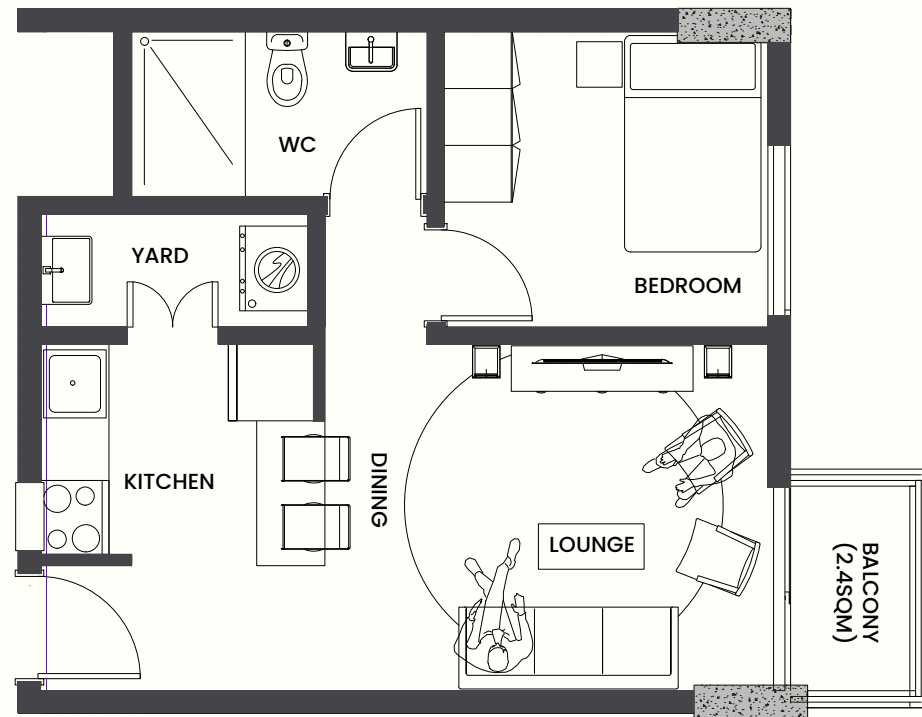 WC
YARD
BEDROOM
KITCHEN
DINING
LOUNGE
BALCONY
(2.4SQM)